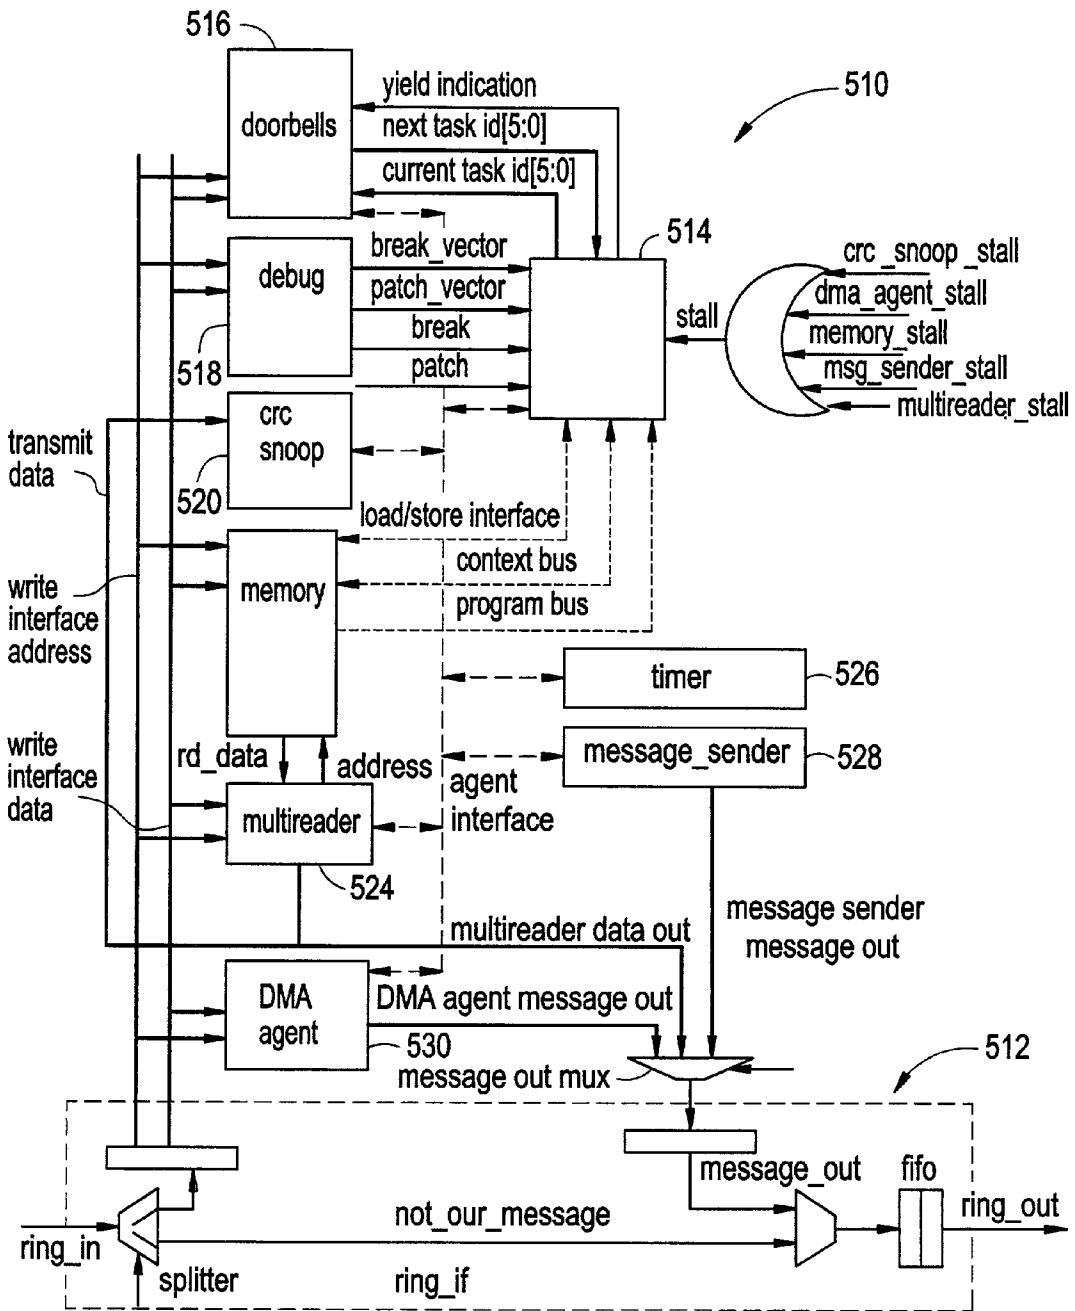 516
510
doorbells
yield indication
next task id[5:0]
current task id[5:0]
514
debug
518
break_vector
patch_vector
break
patch
stall
crc_snoop_stall
dma_agent_stall
memory_stall
msg_sender_stall
multireader_stall
transmit
data
crc
snoop
520
load/store interface
context bus
program bus
memory
write
interface
address
timer
526
write
interface
data
rd_data
address
message_sender
528
agent
interface
multireader
524
multireader data out
message sender
message out
DMA
agent
530
DMA agent message out
message out mux
512
message_out
fifo
ring_out
ring_in
not_our_message
splitter
ring_if